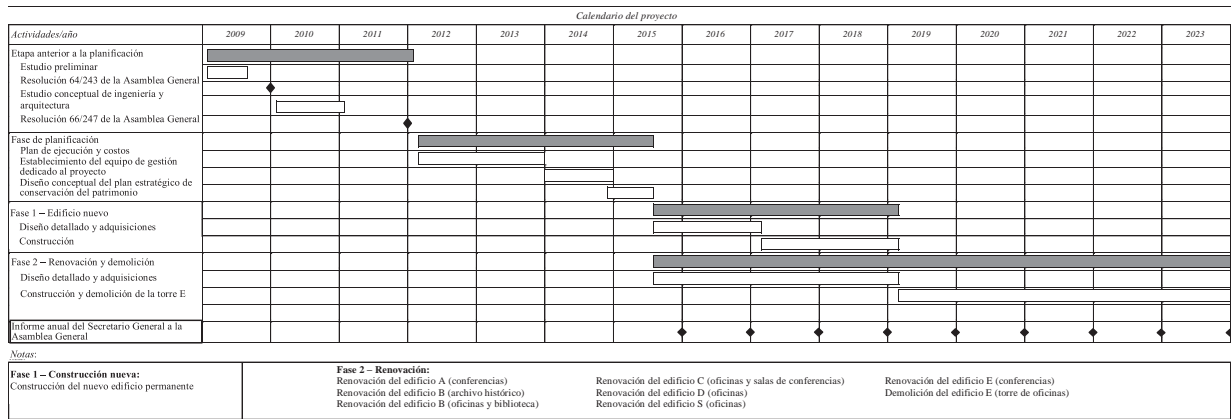 Calendario del proyecto
Actividades/año 2009 2010 2011 2012 2013 2014 2015 2016 2017 2018 2019 2020 2021 2022 2023
Etapa anterior a la planificación
Estudio preliminar
Resolución 64/243 de la Asamblea General
Estudio conceptual de ingeniería y
arquitectura
Resolución 66/247 de la Asamblea General
Fase de planificación
Plan de ejecución y costos
Establecimiento del equipo de gestión
dedicado al proyecto
Diseño conceptual del plan estratégico de
conservación del patrimonio
Fase 1 – Edificio nuevo
Diseño detallado y adquisiciones
Construcción
Fase 2 – Renovación y demolición
Diseño detallado y adquisiciones
Construcción y demolición de la torre E
Informe anual del Secretario General a la
Asamblea General
Notas:
Fase 1 – Construcción nueva:
Construcción del nuevo edificio permanente
Fase 2 – Renovación:
Renovación del edificio A (conferencias)
Renovación del edificio B (archivo histórico)
Renovación del edificio B (oficinas y biblioteca)
Renovación del edificio C (oficinas y salas de conferencias)
Renovación del edificio D (oficinas)
Renovación del edificio S (oficinas)
Renovación del edificio E (conferencias)
Demolición del edificio E (torre de oficinas)